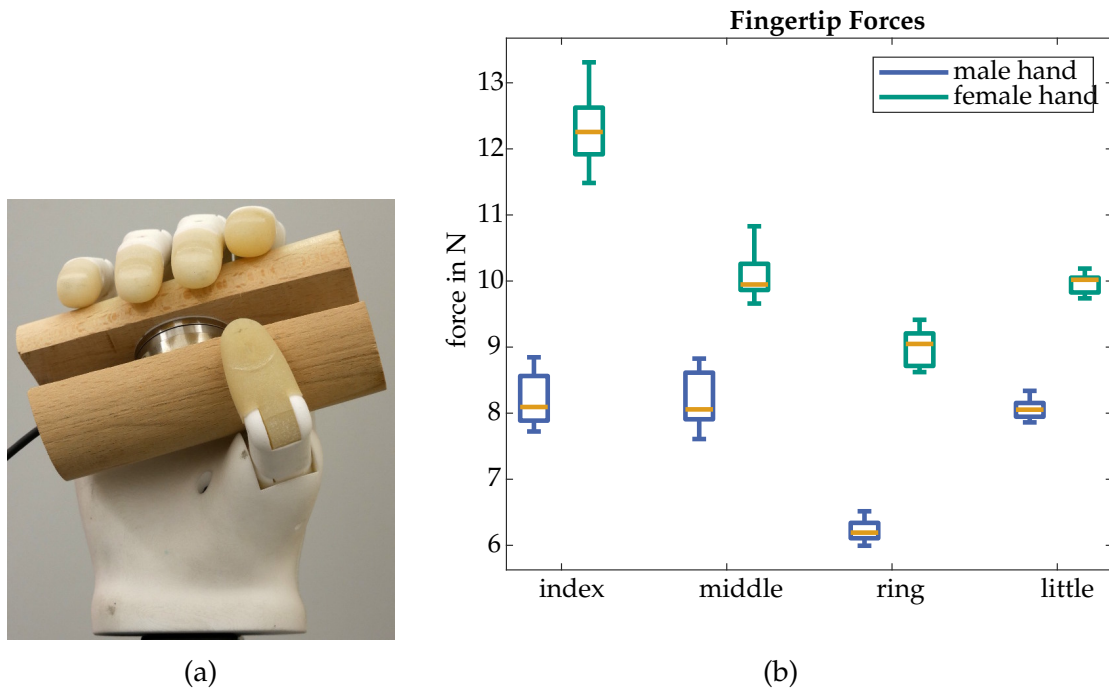 Fingertip Forces
male hand
female hand
force in N
13
12
11
10
9
8
7
6
index
middle
ring
little
(a)
(b)